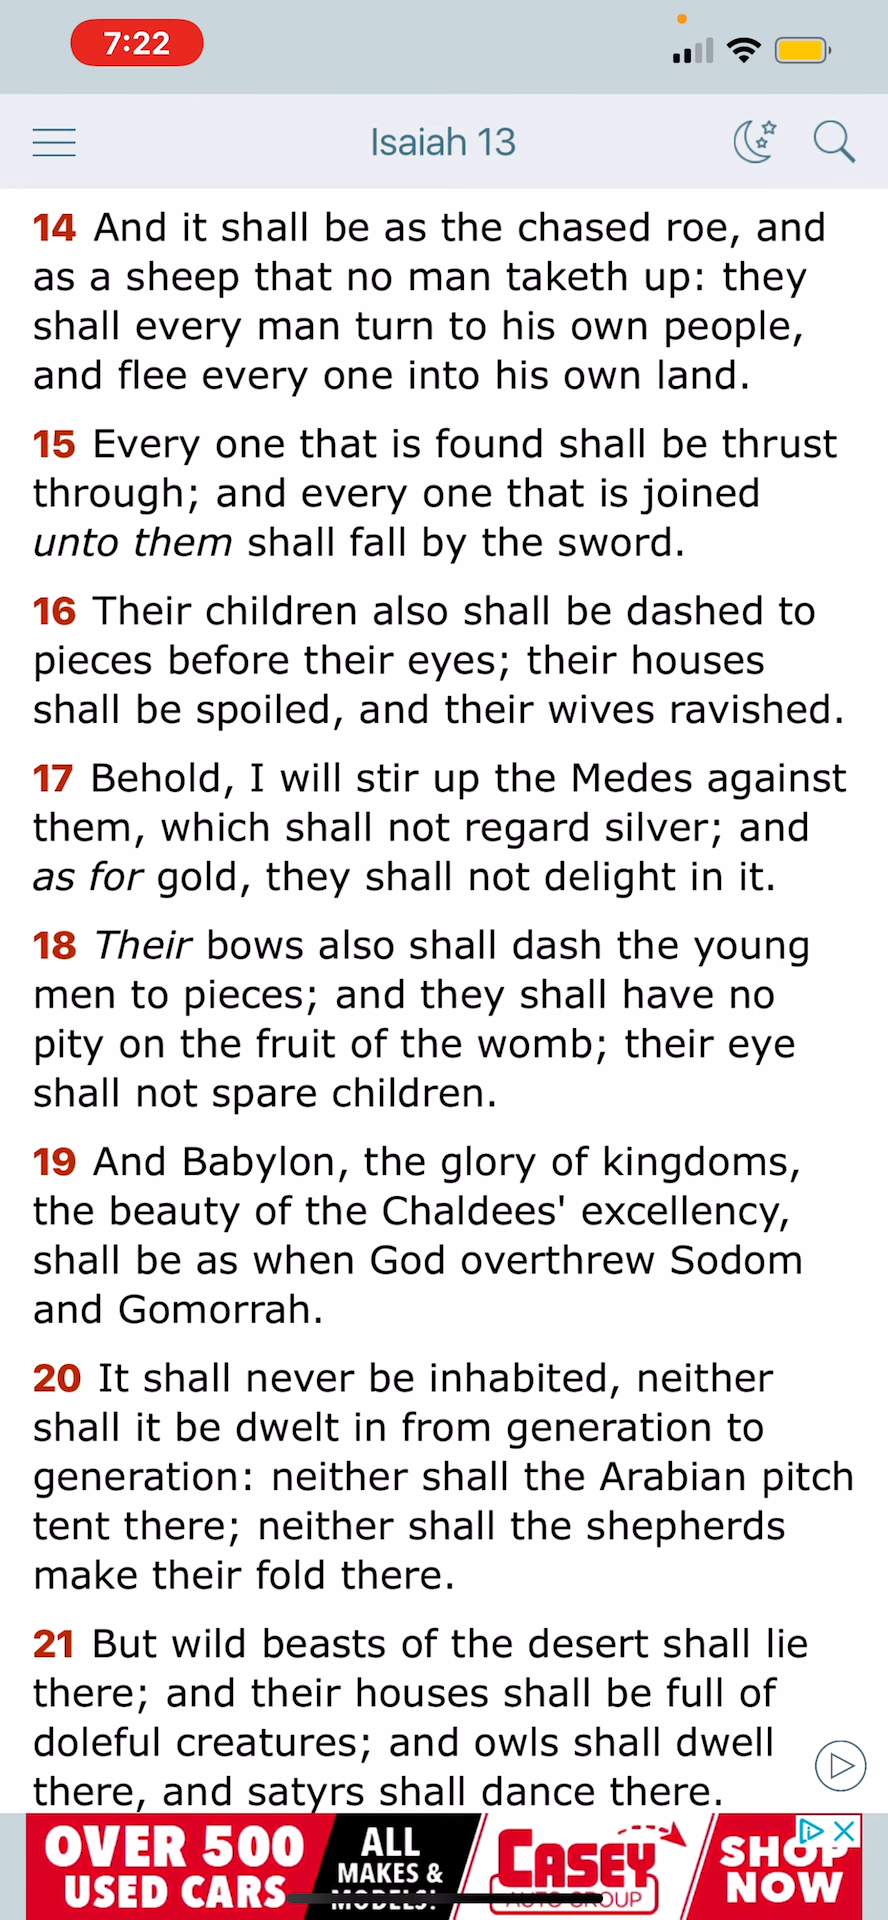 7:22
Isaiah 13
14 And it shall be as the chased roe, and
as a sheep that no man taketh up: they
shall every man turn to his own people,
and flee every one into his own land.
15 Every one that is found shall be thrust
through; and every one that is joined
unto them shall fall by the sword.
16 Their children also shall be dashed to
pieces before their eyes; their houses
shall be spoiled, and their wives ravished.
17 Behold, I will stir up the Medes against
them, which shall not regard silver; and
as for gold, they shall not delight in it.
18 Their bows also shall dash the young
men to pieces; and they shall have no
pity on the fruit of the womb; their eye
shall not spare children.
19 And Babylon, the glory of kingdoms,
the beauty of the Chaldees' excellency,
shall be as when God overthrew Sodom
and Gomorrah.
20 It shall never be inhabited, neither
shall it be dwelt in from generation to
generation: neither shall the Arabian pitch
tent there; neither shall the shepherds
make their fold there.
21 But wild beasts of the desert shall lie
there; and their houses shall be full of
doleful creatures; and owls shall dwell
there, and satyrs shall dance there.
OVER 500
USED CARS
ALL
MAKES &
MODELS!
CASEY
AUTO GROUP
SHOP
NOW